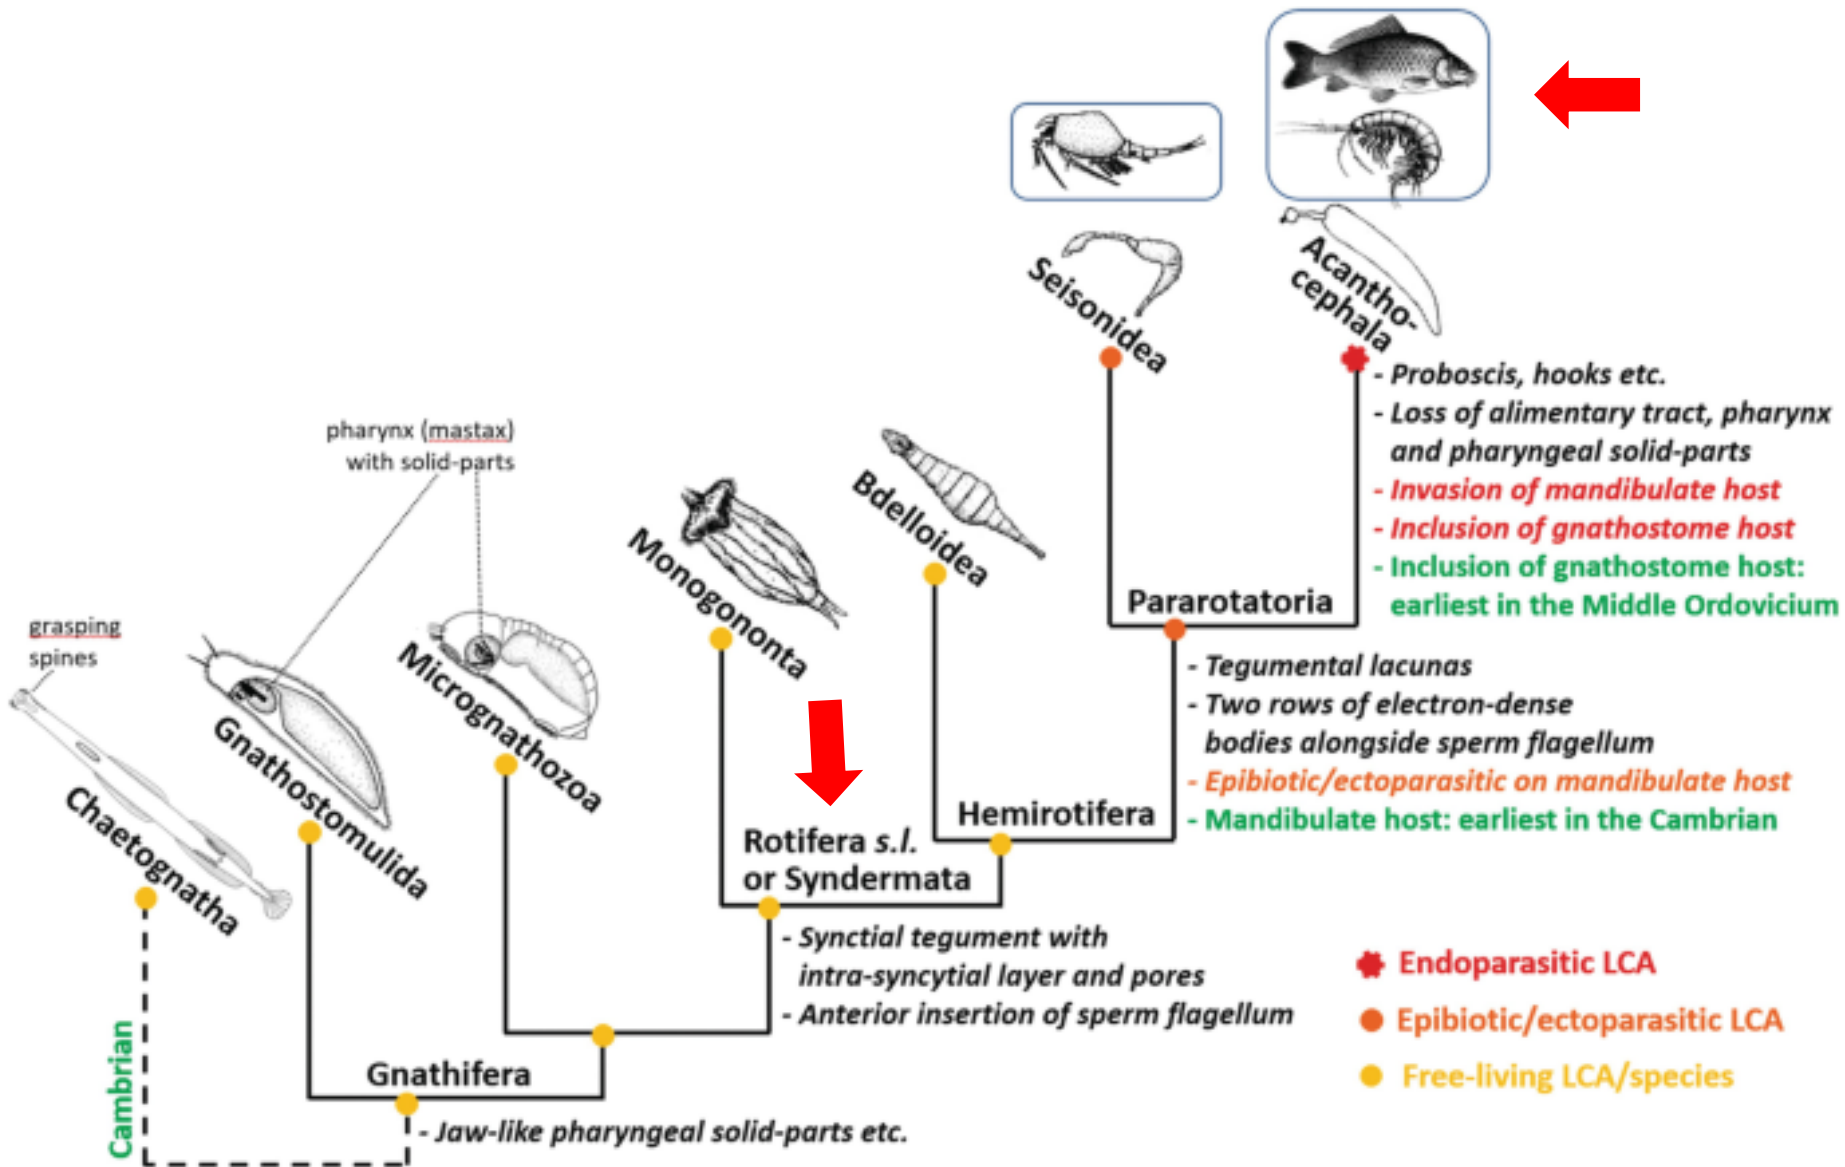 Seisonidea
Acantho-
cephala
- Proboscis, hooks etc.
- Loss of alimentary tract, pharynx
and pharyngeal solid-parts
- Invasion of mandibulate host
- Inclusion of gnathostome host
- Inclusion of gnathostome host:
earliest in the Middle Ordovicium
pharynx (mastax)
with solid-parts
Monogononta
Bdelloidea
Pararotatoria
grasping
spines
Gnathostomulida
Micrognathozoa
- Tegumental lacunas
- Two rows of electron-dense
bodies alongside sperm flagellum
- Epibiotic/ectoparasitic on mandibulate host
- Mandibulate host: earliest in the Cambrian
Chaetognatha
Hemirotifera
Rotifera s.l.
or Syndermata
- Synctial tegument with
intra-syncytial layer and pores
- Anterior insertion of sperm flagellum
Endoparasitic LCA
Epibiotic/ectoparasitic LCA
Free-living LCA/species
Cambrian
Gnathifera
- Jaw-like pharyngeal solid-parts etc.